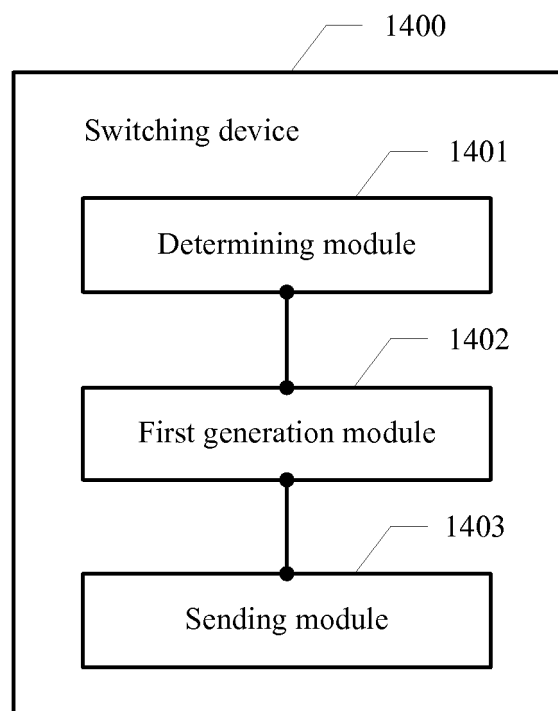 1400
Switching device
1401
Determining module
1402
First generation module
1403
Sending module